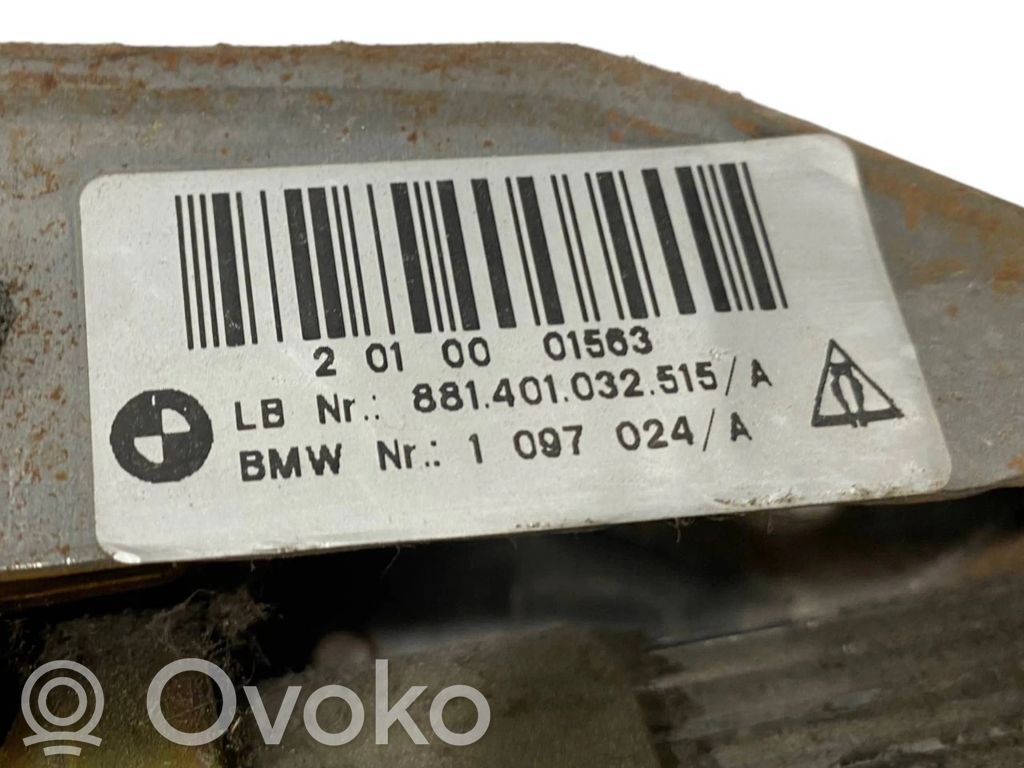 2 01 00 01563
LB Nr.: 881.401.032.515/A
BMW Nr.: 1 097 024/A
R Ovoko